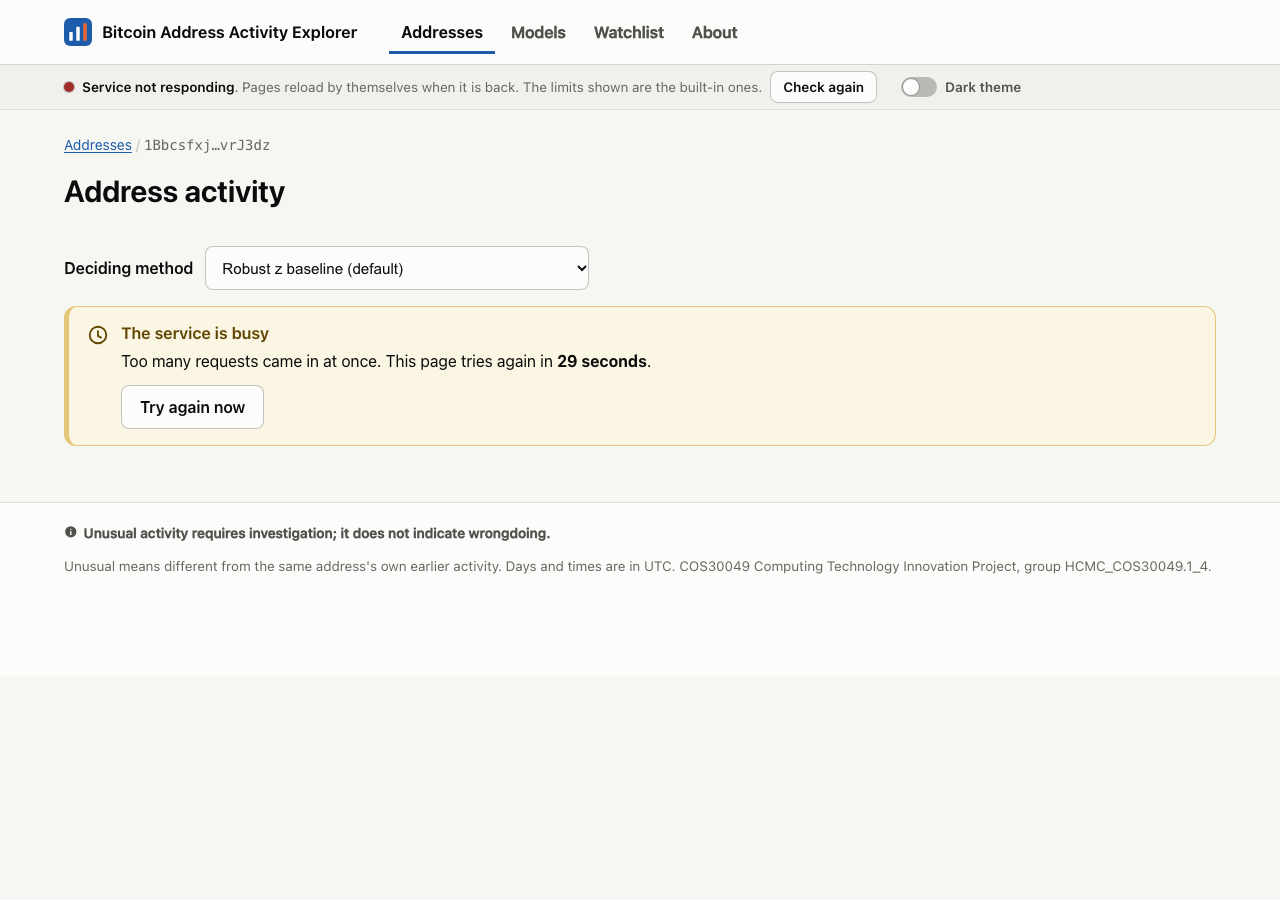 Bitcoin Address Activity Explorer Addresses Models Watchlist About
Service not responding. Pages reload by themselves when it is back. The limits shown are the built-in ones. Check again Dark theme
Addresses / 1Bbcsfxj…vrJ3dz
Address activity
Deciding method Robust z baseline (default)
The service is busy
Too many requests came in at once. This page tries again in 29 seconds.
Try again now
Unusual activity requires investigation; it does not indicate wrongdoing.
Unusual means different from the same address's own earlier activity. Days and times are in UTC. COS30049 Computing Technology Innovation Project, group HCMC_COS30049.1_4.